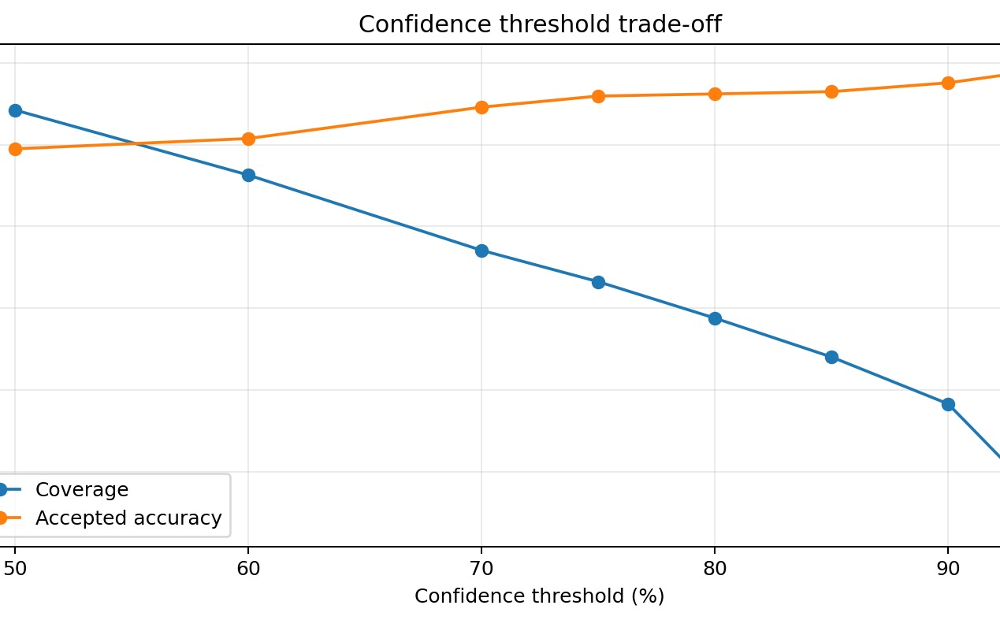 Confidence threshold trade-off
Coverage
Accepted accuracy
50 60 70 80 90
Confidence threshold (%)